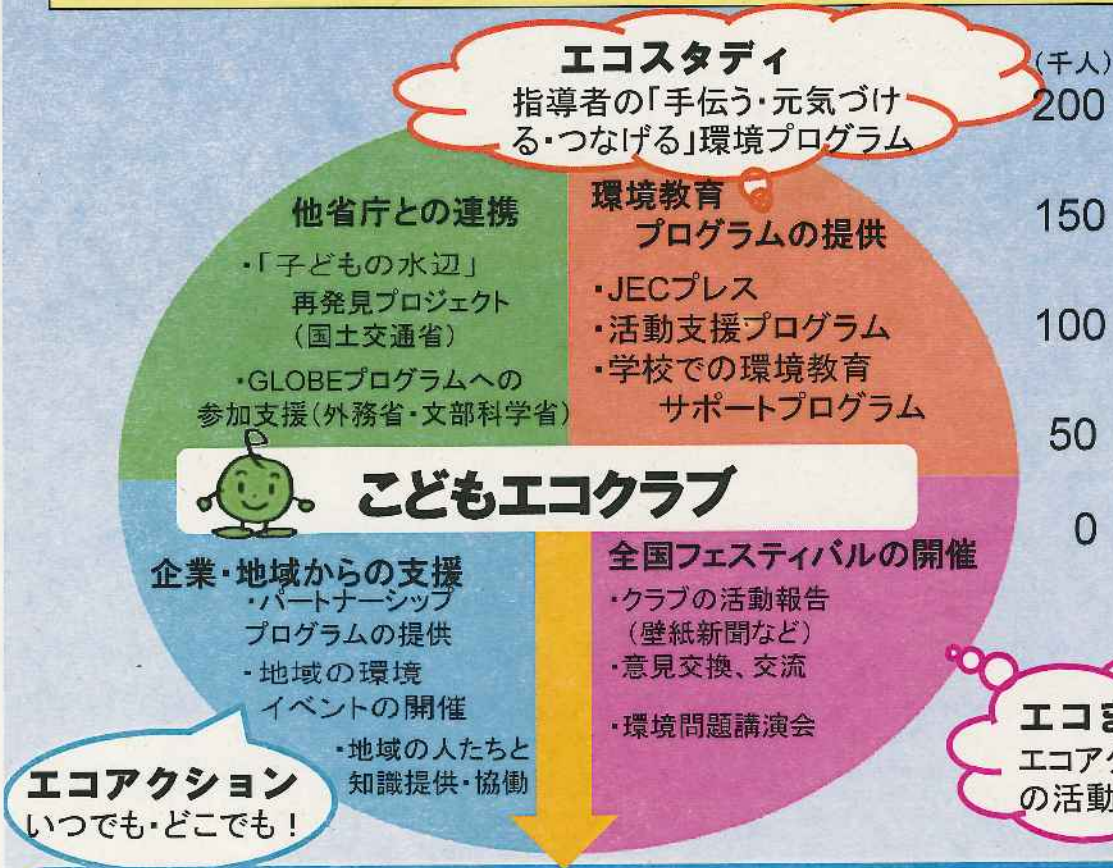 エコスタディ
指導者の「手伝う・元気づけ
る・つなげる」環境プログラム
他省庁との連携
・「子どもの水辺」
再発見プロジェクト
(国土交通省)
・GLOBEプログラムへの
参加支援(外務省・文部科学省)
環境教育
プログラムの提供
・JECプレス
・活動支援プログラム
・学校での環境教育
サポートプログラム
こどもエコクラブ
企業・地域からの支援
・パートナーシップ
プログラムの提供
・地域の環境
イベントの開催
・地域の人たちと
知識提供・協働
全国フェスティバルの開催
・クラブの活動報告
(壁紙新聞など)
・意見交換、交流
・環境問題講演会
エコアクション
いつでも・どこでも!
(千人)
200
150
100
50
0
エコま
エコアク
の活動